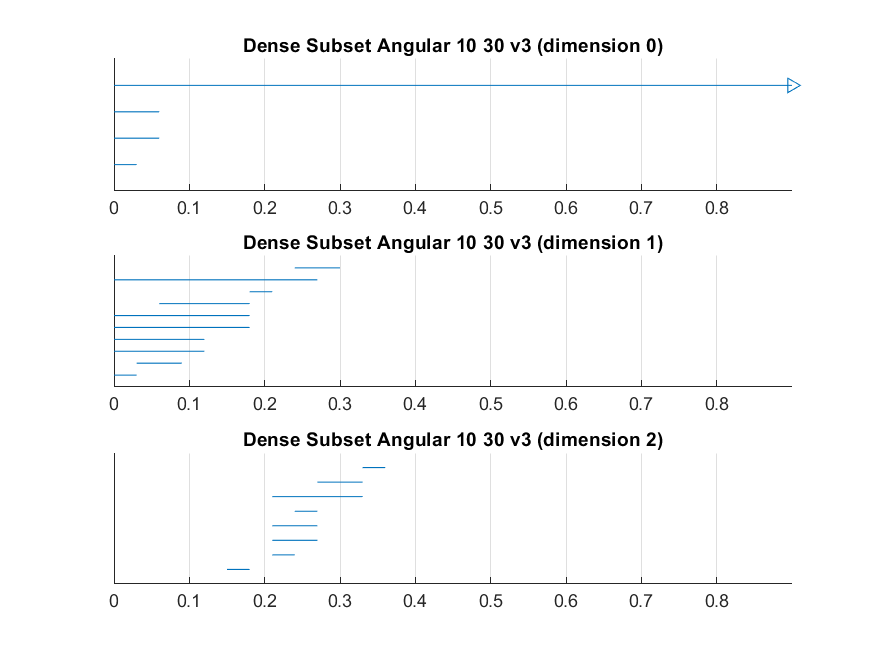 Dense Subset Angular 10 30 v3 (dimension 0)
0 0.1 0.2 0.3 0.4 0.5 0.6 0.7 0.8
Dense Subset Angular 10 30 v3 (dimension 1)
0 0.1 0.2 0.3 0.4 0.5 0.6 0.7 0.8
Dense Subset Angular 10 30 v3 (dimension 2)
0 0.1 0.2 0.3 0.4 0.5 0.6 0.7 0.8